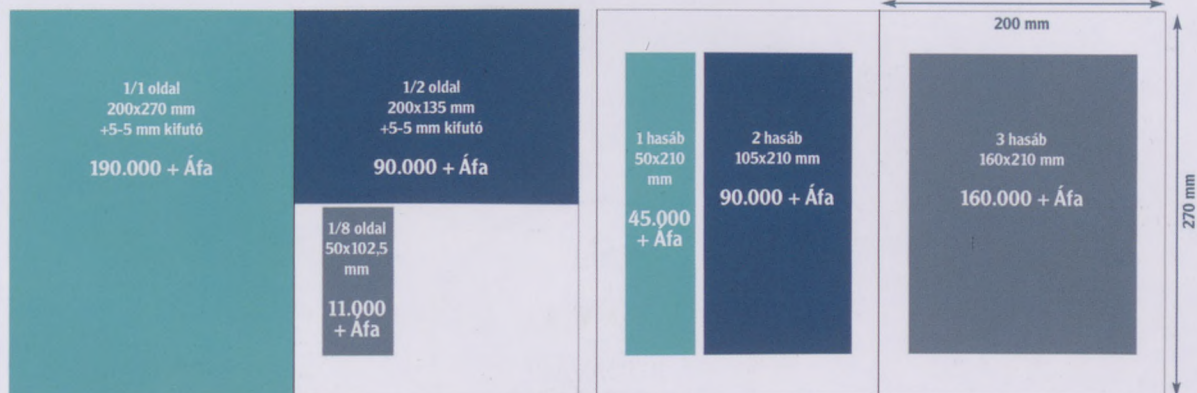 1/1 oldal
200x270 mm
+5-5 mm kifutó
190.000 + Áfa
1/2 oldal
200x135 mm
+5-5 mm kifutó
90.000 + Áfa
1/8 oldal
50x102,5
mm
11.000
+ Áfa
1 hasáb
50x210
mm
45.000
+ Áfa
2 hasáb
105x210 mm
90.000 + Áfa
200 mm
3 hasáb
160x210 mm
160.000 + Áfa
270 mm